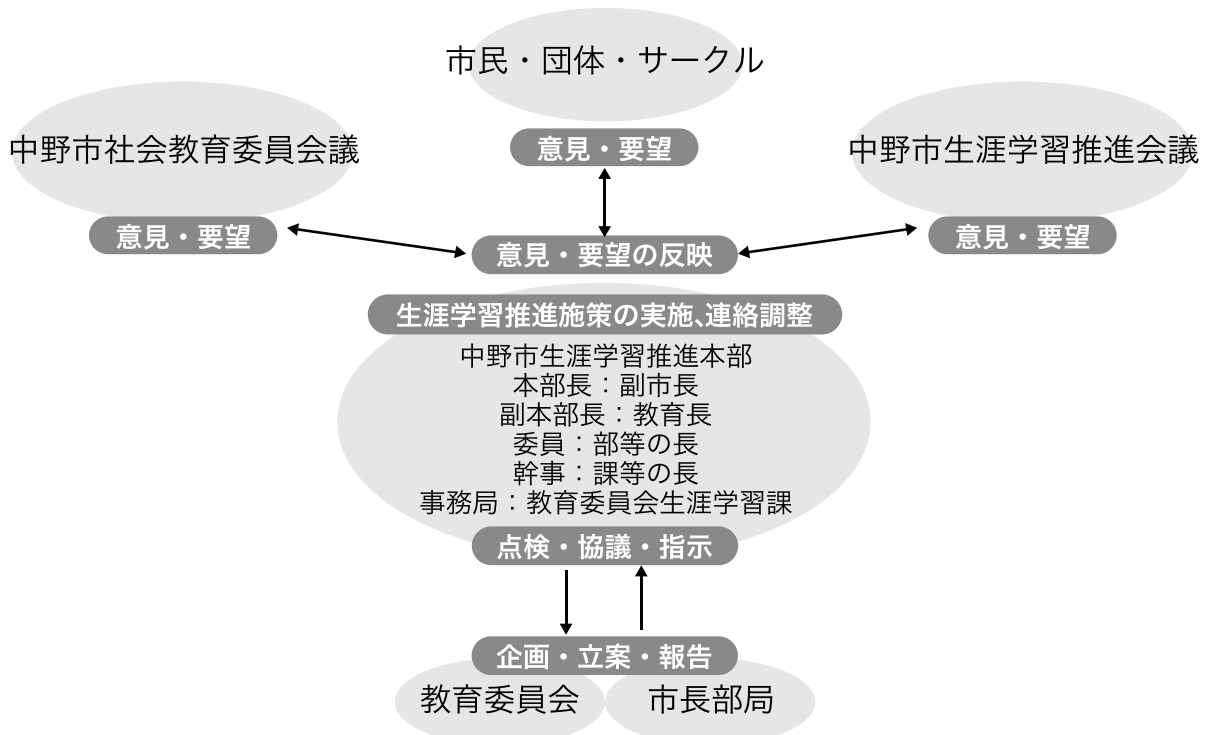 市民・団体・サークル
中野市社会教育委員会議
中野市生涯学習推進会議
意見・要望
意見・要望
意見・要望
意見・要望の反映
生涯学習推進施策の実施、連絡調整
中野市生涯学習推進本部
本部長：副市長
副本部長：教育長
委員：部等の長
幹事：課等の長
事務局：教育委員会生涯学習課
点検・協議・指示
企画・立案・報告
教育委員会
市長部局